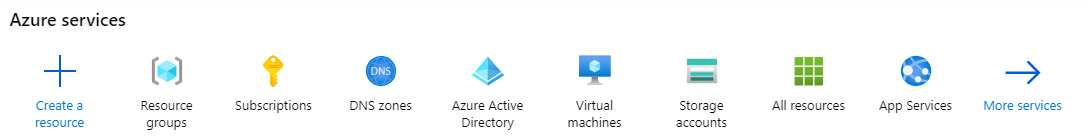 Azure services
DNS
Create a
resource
Resource
groups
Subscriptions
DNS zones
Azure Active
Directory
Virtual
machines
Storage
accounts
All resources
App Services
More services